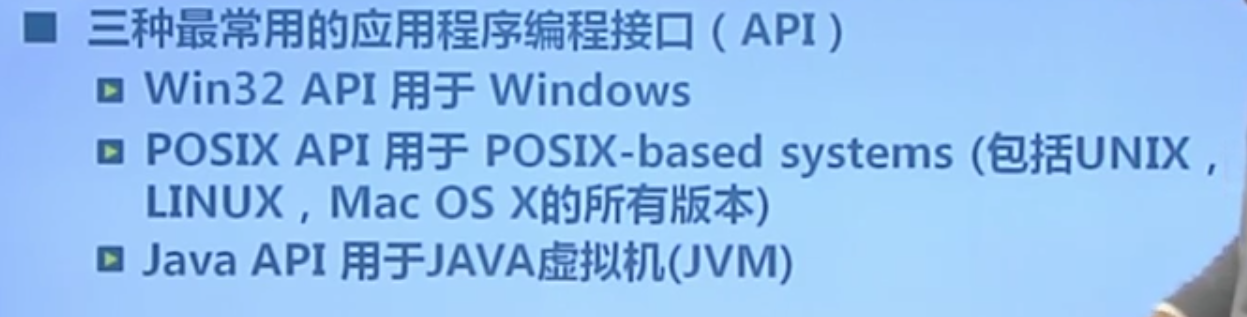 三种最常用的应用程序编程接口（API）
Win32 API 用于 Windows
POSIX API 用于 POSIX-based systems (包括UNIX，
LINUX，Mac OS X的所有版本)
Java API 用于JAVA虚拟机(JVM)